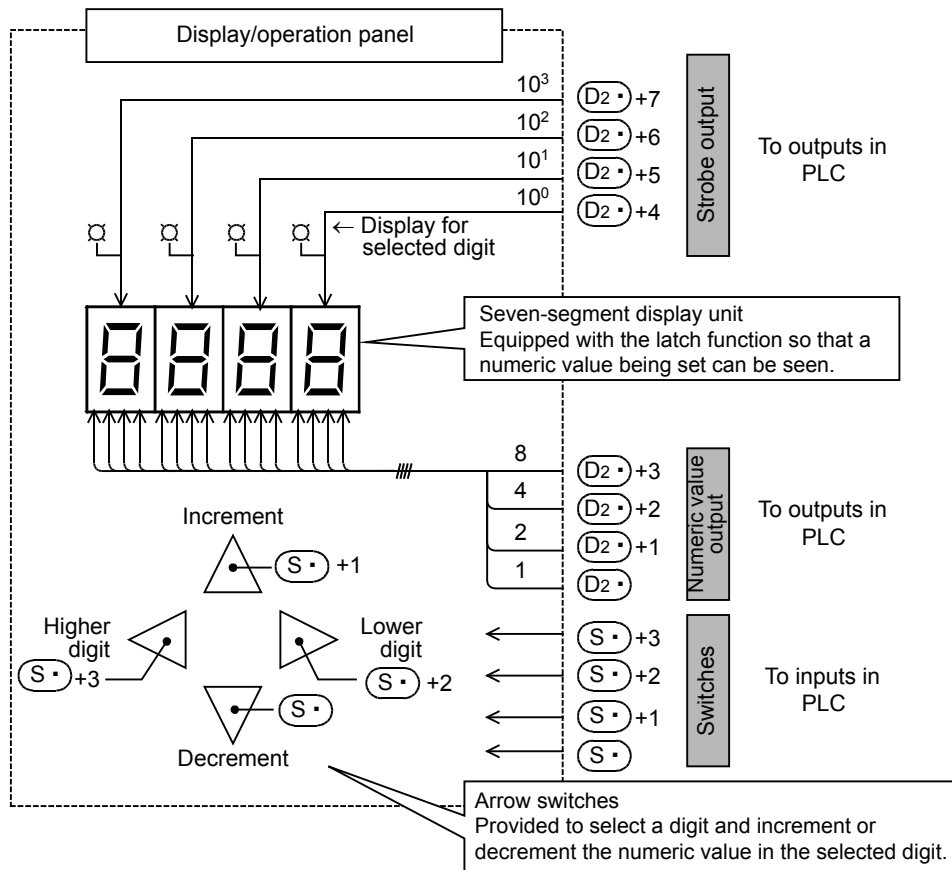 Display/operation panel
10³
D2 · +7
10²
D2 · +6
10¹
D2 · +5
10⁰
D2 · +4
Strobe output
To outputs in
PLC
← Display for
selected digit
Seven-segment display unit
Equipped with the latch function so that a
numeric value being set can be seen.
8
D2 · +3
4
D2 · +2
2
D2 · +1
1
D2 ·
Numeric value
output
To outputs in
PLC
Increment
S · +1
Higher
digit
S · +3
Lower
digit
S · +2
S ·
Decrement
S · +3
S · +2
S · +1
S ·
Switches
To inputs in
PLC
Arrow switches
Provided to select a digit and increment or
decrement the numeric value in the selected digit.
8 8 8 8